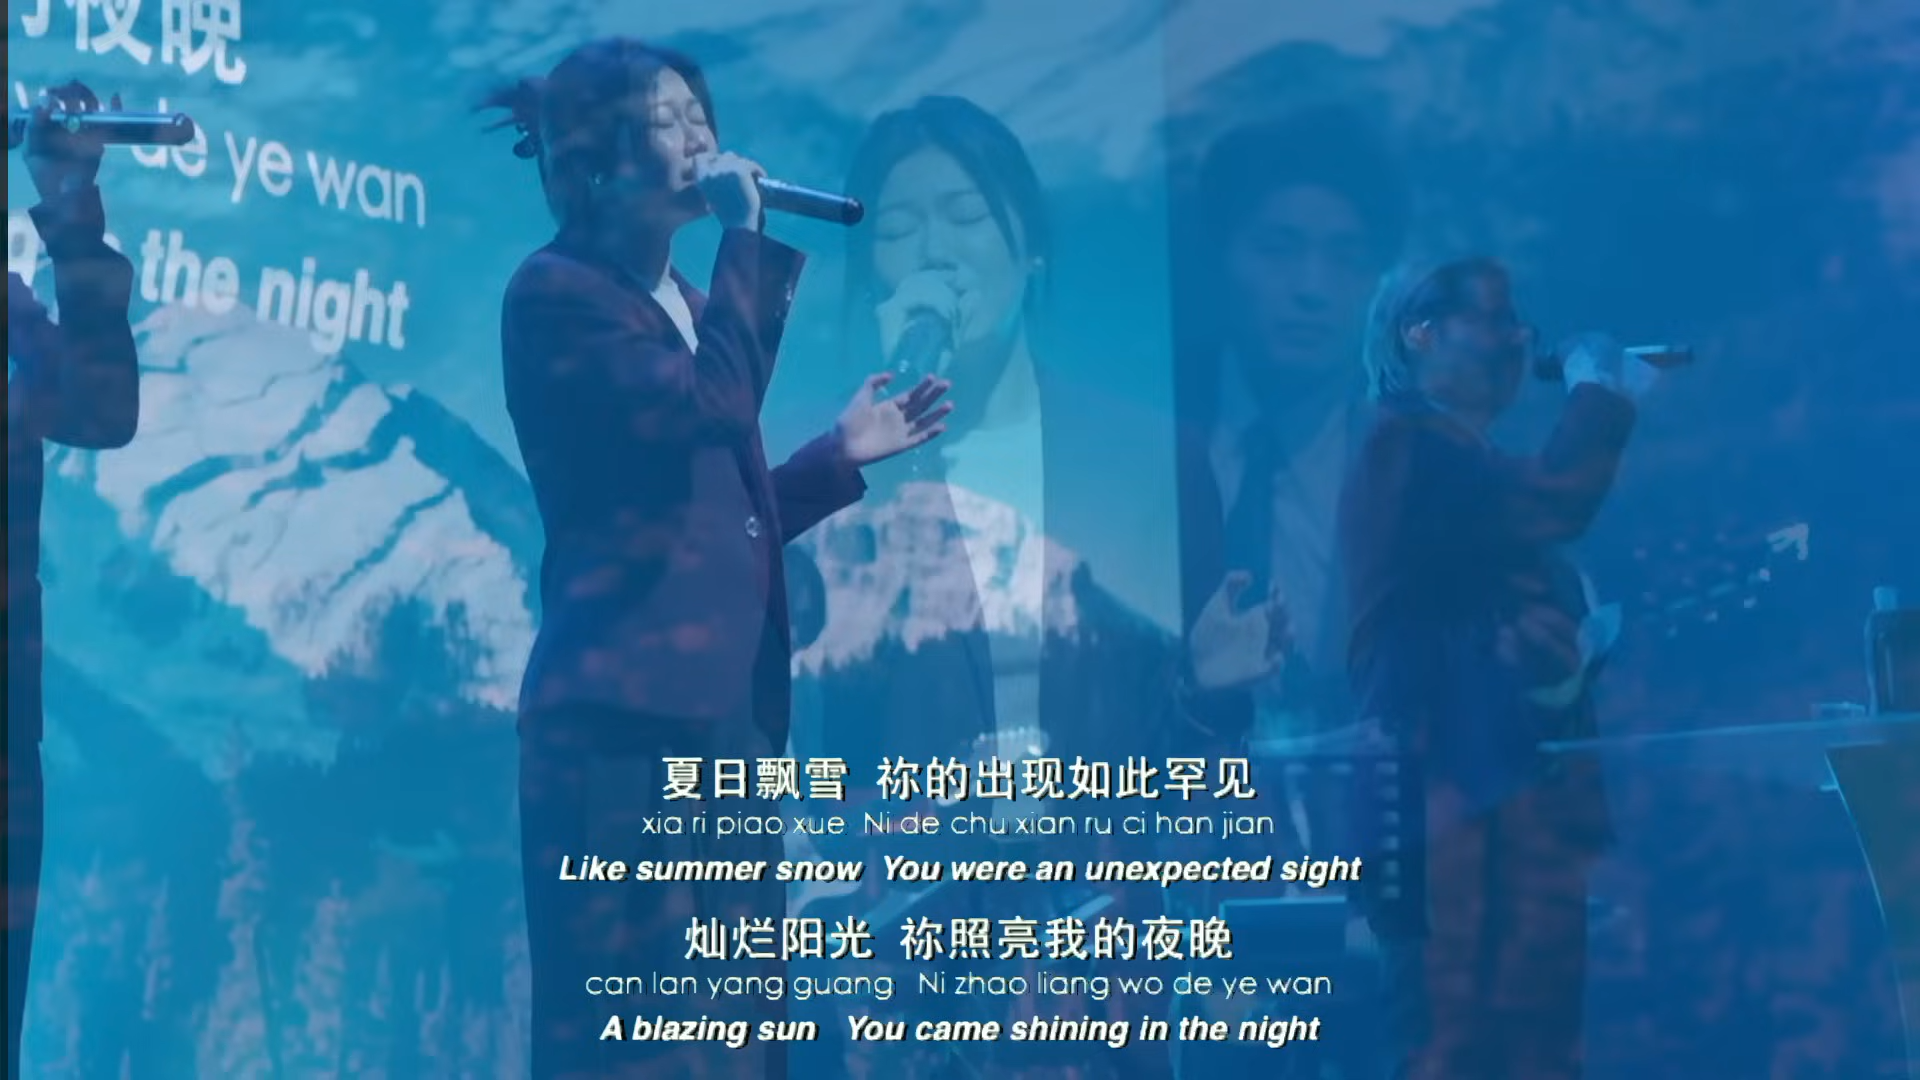 夜晚
de ye wan
the night
夏日飘雪 祢的出现如此罕见
xia ri piao xue Ni de chu xian ru ci han jian
Like summer snow You were an unexpected sight
灿烂阳光 祢照亮我的夜晚
can lan yang guang Ni zhao liang wo de ye wan
A blazing sun You came shining in the night